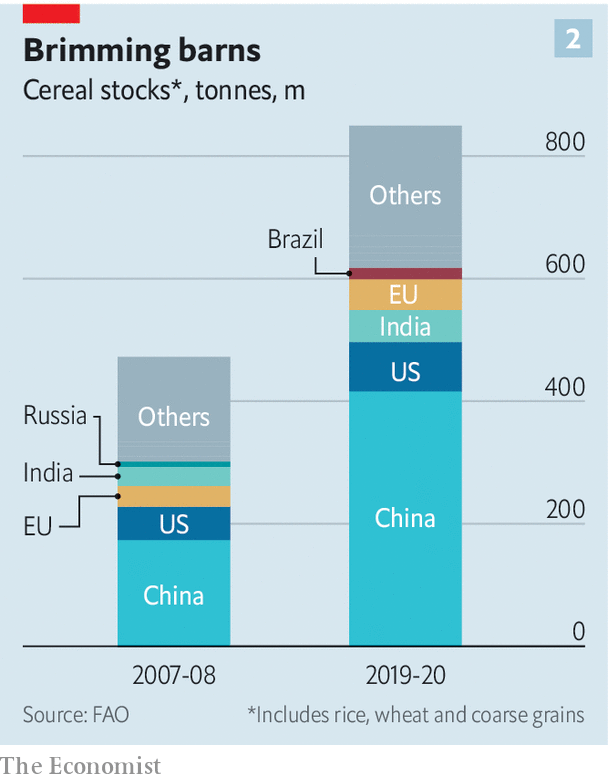 Brimming barns
2
Cereal stocks*, tonnes, m
800
Others
Brazil
600
EU
India
US
400
Others
Russia
India
EU
US
China
200
China
0
2007-08
2019-20
Source: FAO
*Includes rice, wheat and coarse grains
The Economist